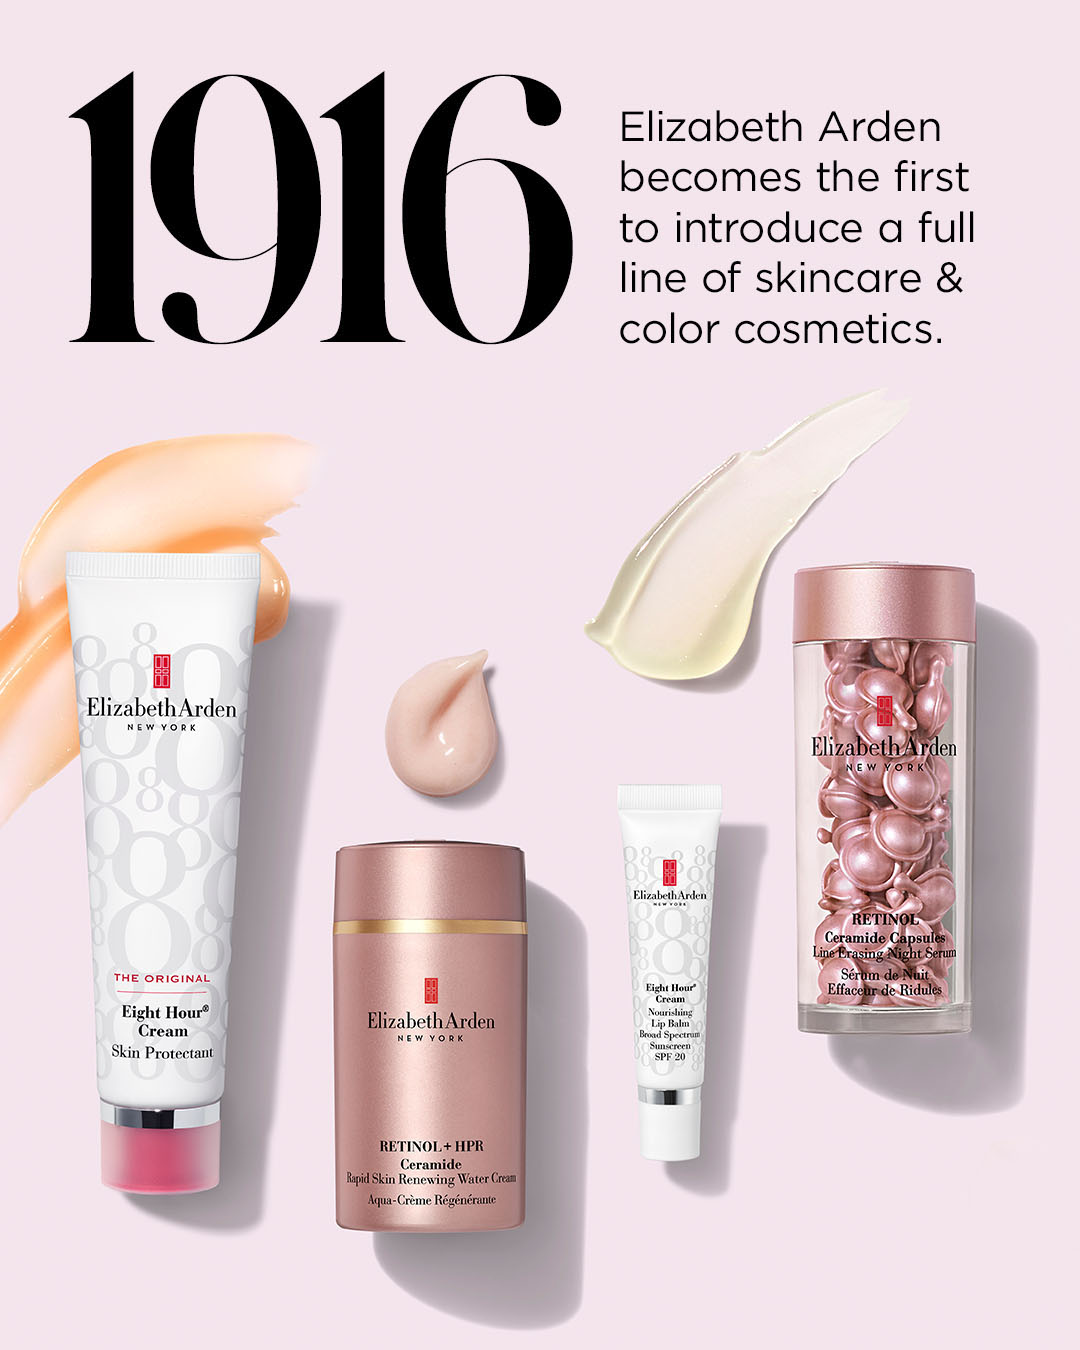 1916
Elizabeth Arden
becomes the first
to introduce a full
line of skincare &
color cosmetics.
Elizabeth Arden
NEW YORK
THE ORIGINAL
Eight Hour®
Cream
Skin Protectant
Elizabeth Arden
NEW YORK
RETINOL + HPR
Ceramide
Rapid Skin Renewing Water Cream
Aqua-Crème Régénérante
Elizabeth Arden
NEW YORK
Eight Hour®
Cream
Nourishing
Lip Balm
Broad Spectrum
Sunscreen
SPF 20
Elizabeth Arden
NEW YORK
RETINOL
Ceramide Capsules
Line Erasing Night Serum
Sérum de Nuit
Effaceur de Ridules